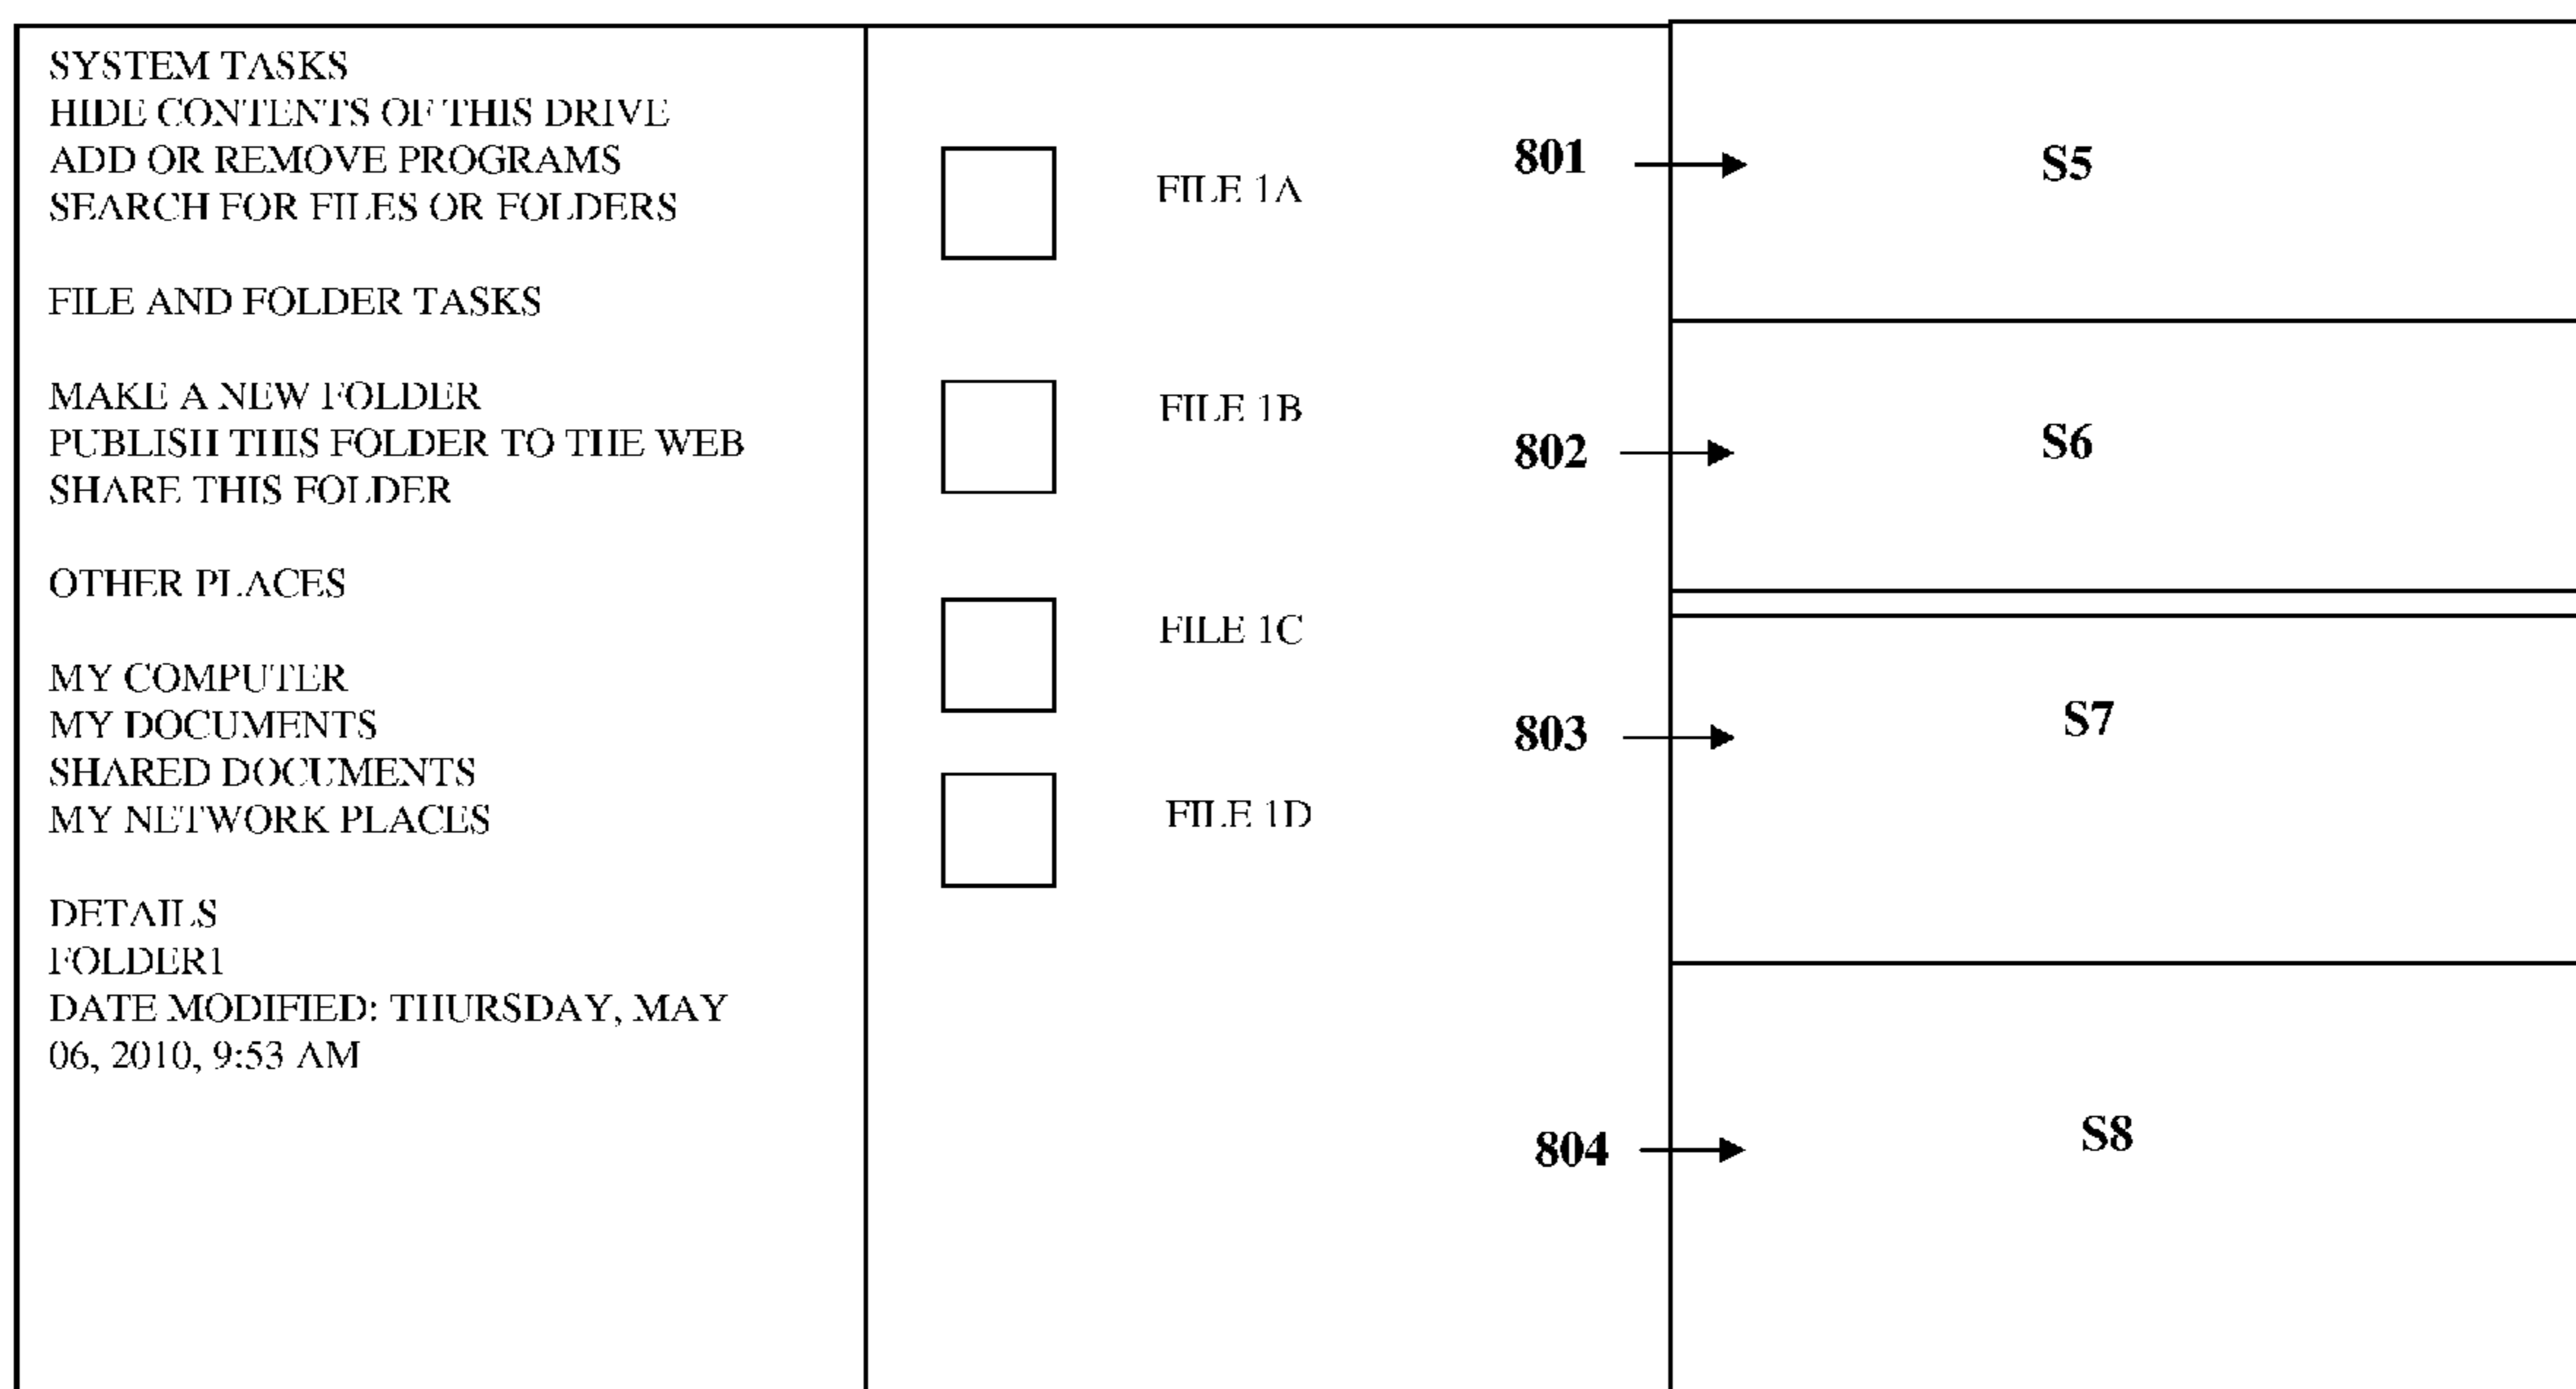 SYSTEM TASKS
HIDE CONTENTS OF THIS DRIVE
ADD OR REMOVE PROGRAMS
SEARCH FOR FILES OR FOLDERS
FILE AND FOLDER TASKS
MAKE A NEW FOLDER
PUBLISH THIS FOLDER TO THE WEB
SHARE THIS FOLDER
OTHER PLACES
MY COMPUTER
MY DOCUMENTS
SHARED DOCUMENTS
MY NETWORK PLACES
DETAILS
FOLDER1
DATE MODIFIED: THURSDAY, MAY
06, 2010, 9:53 AM
FILE 1A
FILE 1B
FILE 1C
FILE 1D
801
S5
802
S6
803
S7
804
S8